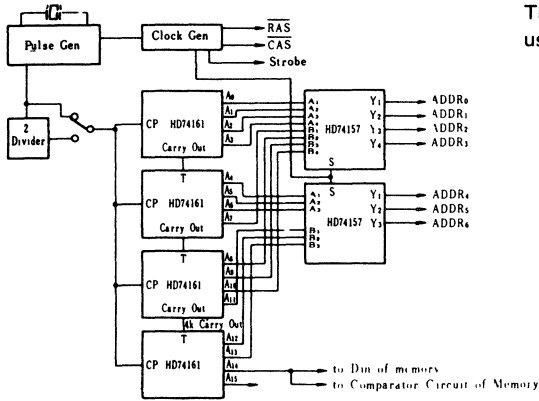 T
us
Pulse Gen
Clock Gen
RAS
CAS
Strobe
2
Divider
CP HD74161
Carry Out
T
A0
A1
A2
A3
A1
A2
A3
A4
B1
B2
B3
B4
HD74157
S
Y1
Y2
Y3
Y4
ADDR0
ADDR1
ADDR2
ADDR3
CP HD74161
Carry Out
T
A4
A5
A6
A7
S
A1
A2
A3
B1
B2
B3
HD74157
Y1
Y2
Y3
ADDR4
ADDR5
ADDR6
CP HD74161
Carry Out
A8
A9
A10
A11
4k Carry Out
T
CP HD74161
A12
A13
A14
A15
to Din of memory
to Comparator Circuit of Memory